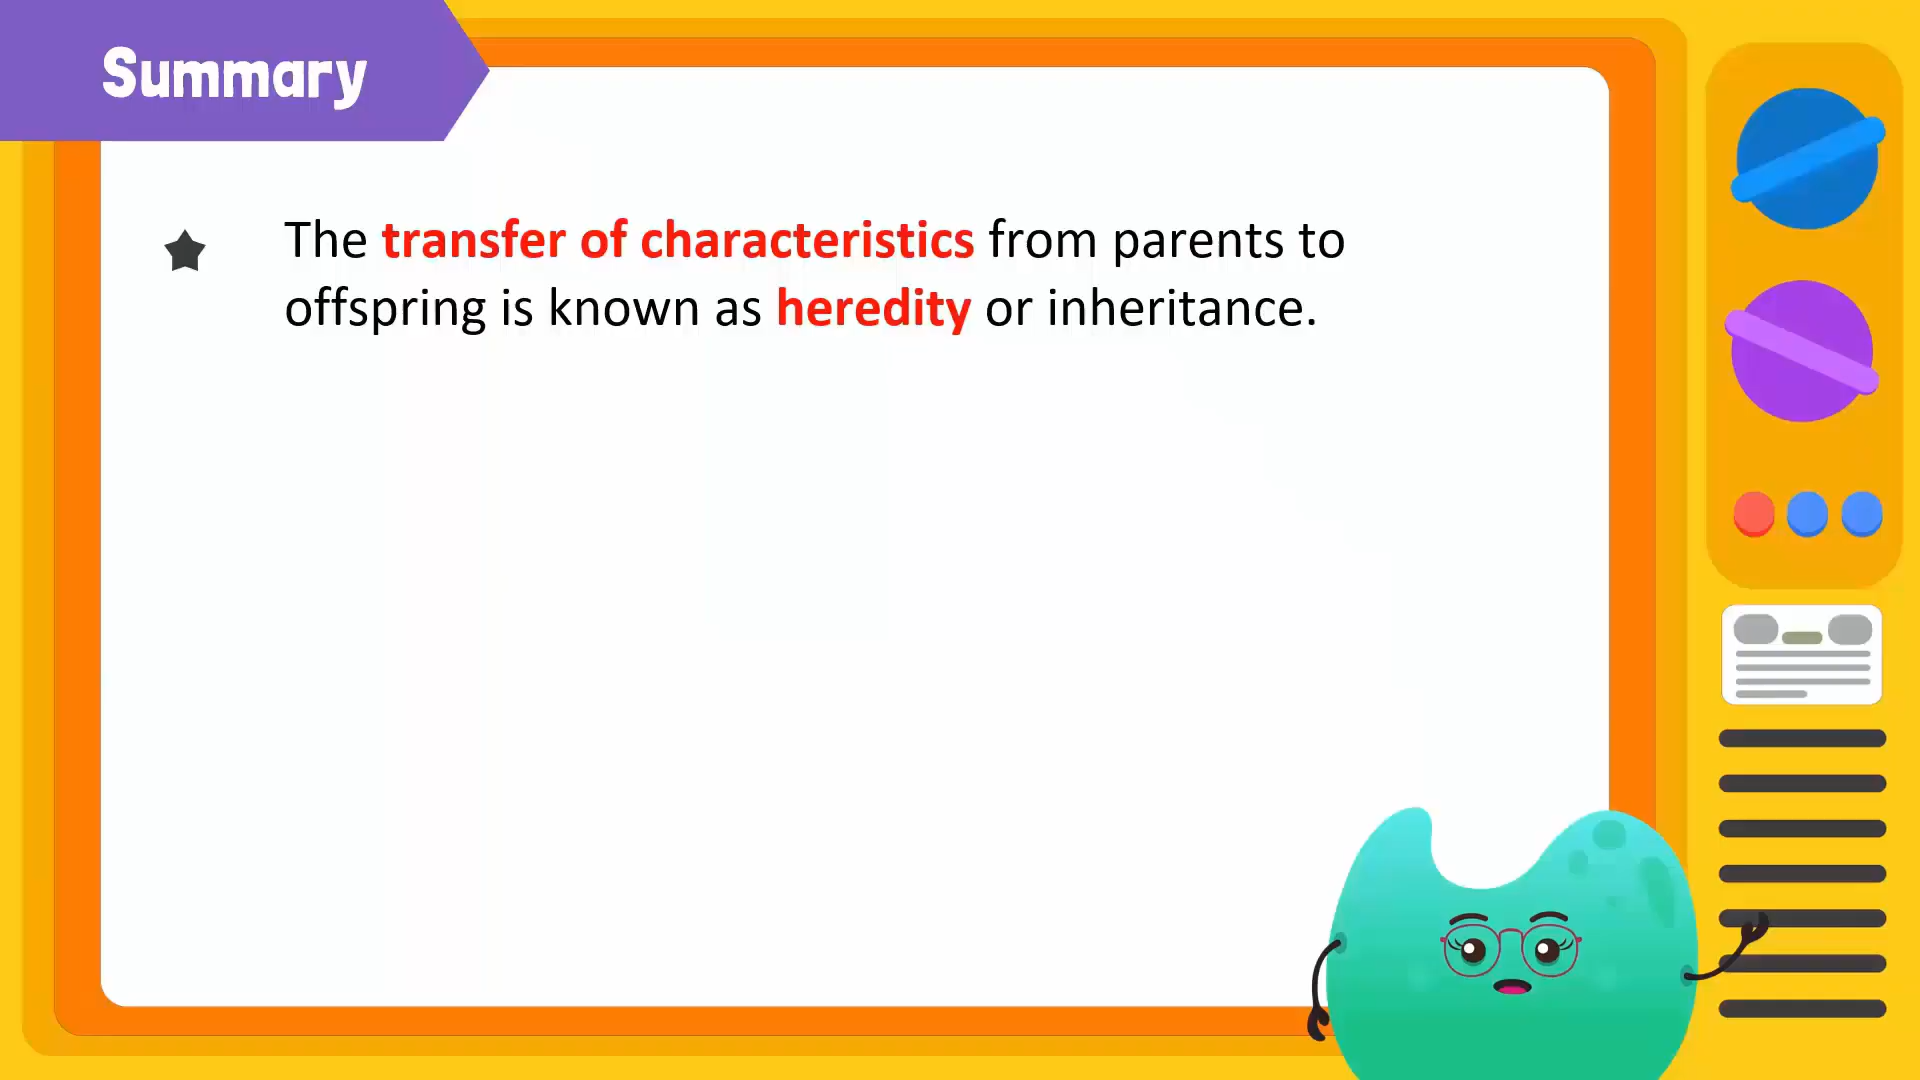 Summary
The transfer of characteristics from parents to
offspring is known as heredity or inheritance.